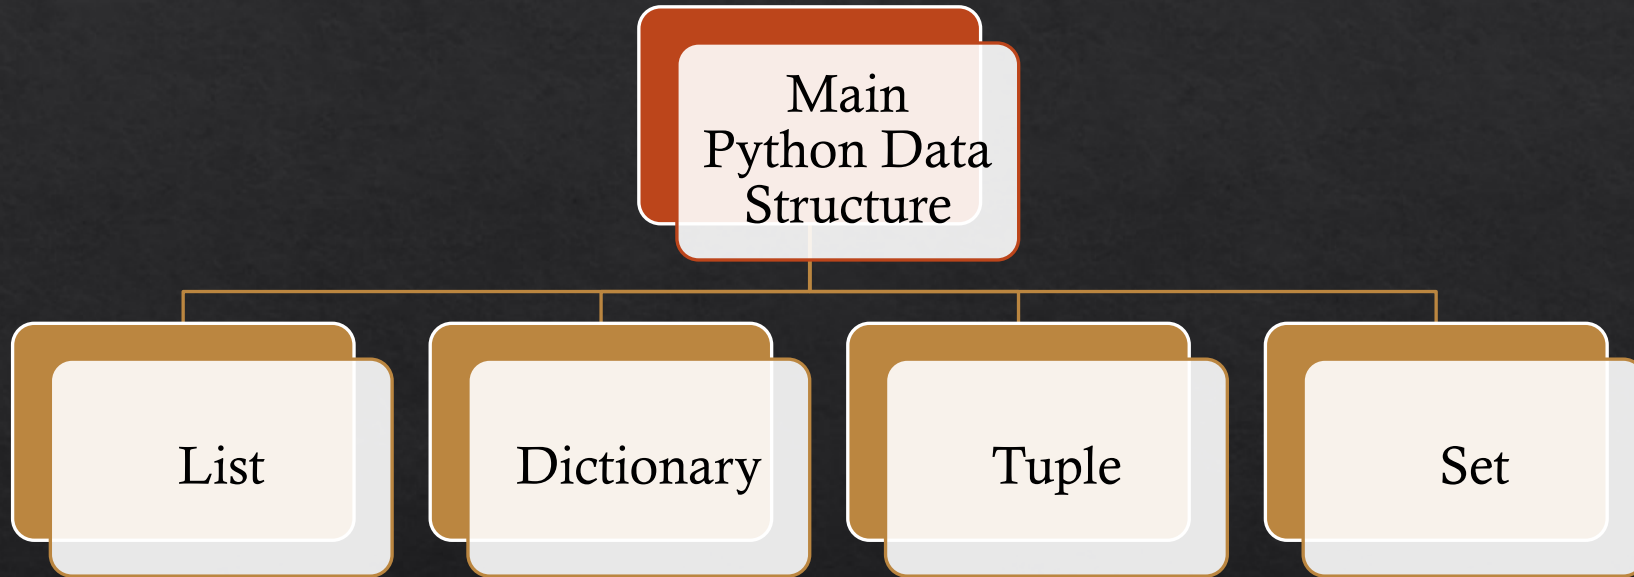 Main
Python Data
Structure
List
Dictionary
Tuple
Set